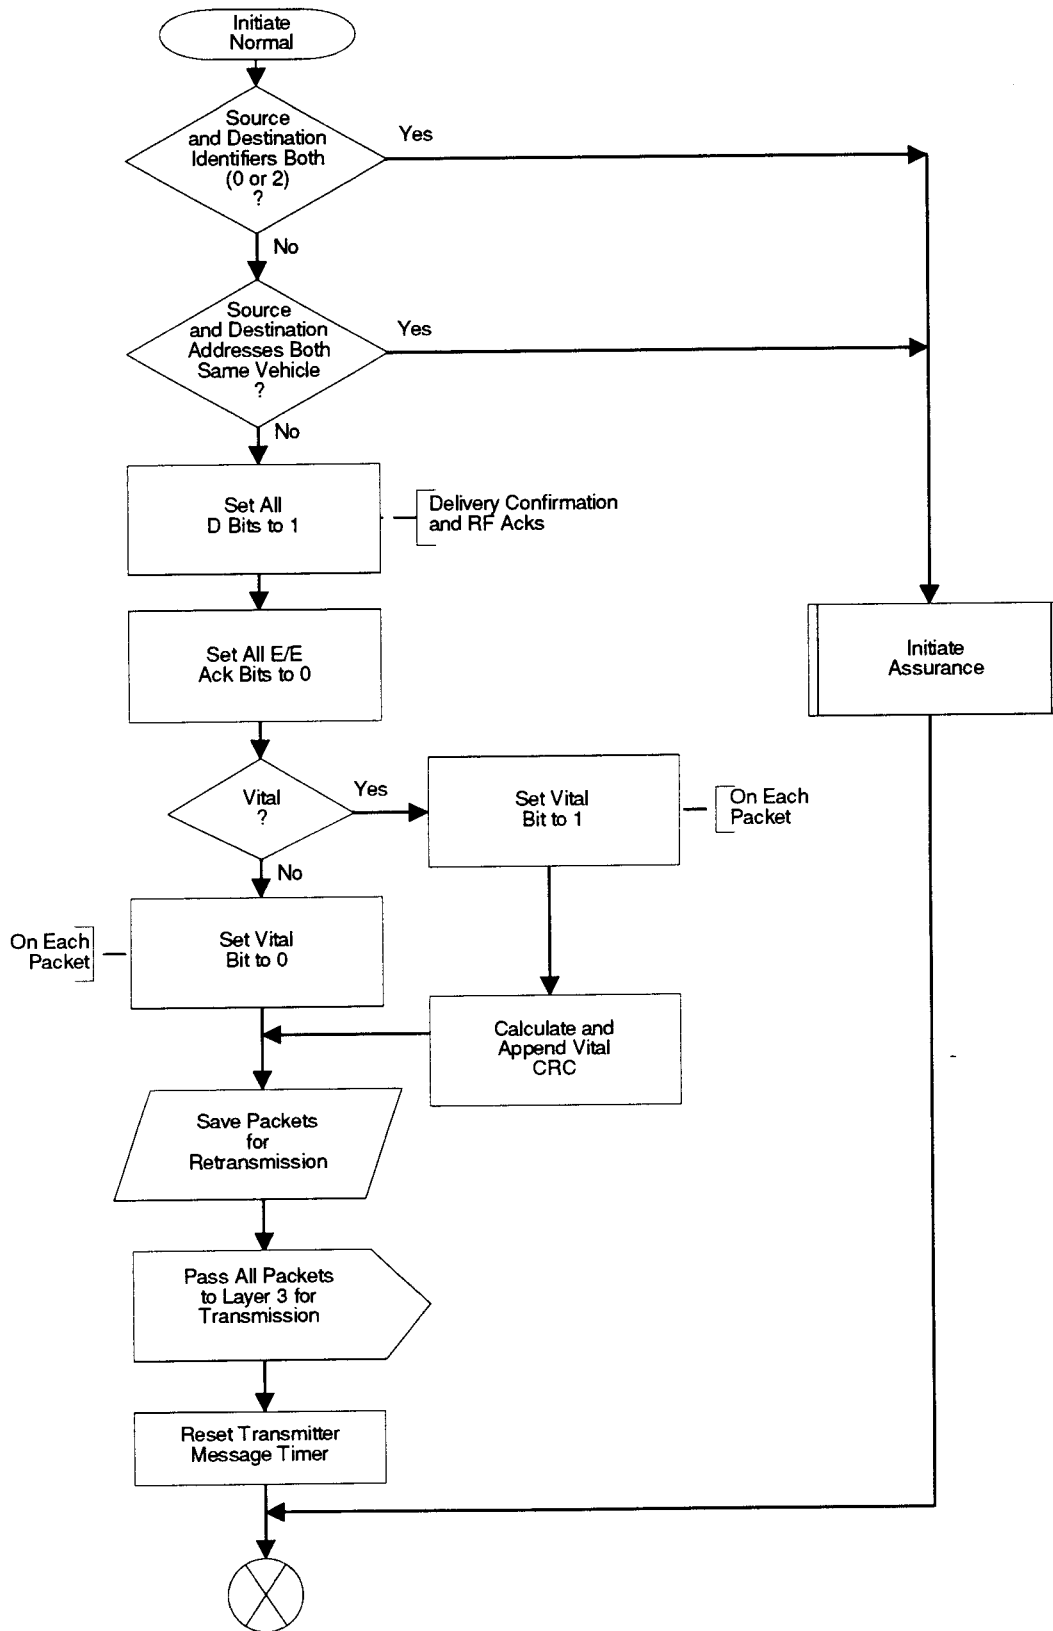 Initiate
Normal
Source
and Destination
Identifiers Both
(0 or 2)
?
Yes
No
Source
and Destination
Addresses Both
Same Vehicle
?
Yes
No
Set All
D Bits to 1
Delivery Confirmation
and RF Acks
Set All E/E
Ack Bits to 0
Initiate
Assurance
Vital
?
Yes
Set Vital
Bit to 1
On Each
Packet
No
On Each
Packet
Set Vital
Bit to 0
Calculate and
Append Vital
CRC
Save Packets
for
Retransmission
Pass All Packets
to Layer 3 for
Transmission
Reset Transmitter
Message Timer